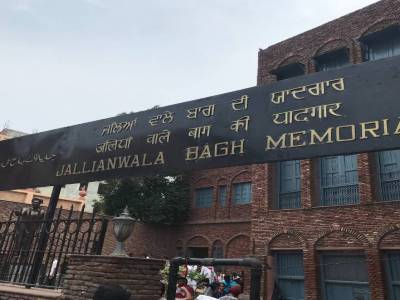 ਜਲਿਆਂ ਵਾਲੇ ਬਾਗ ਦੀ ਯਾਦਗਾਰ
जलियाँ वाले बाग की यादगार
JALLIANWALA BAGH MEMORIAL